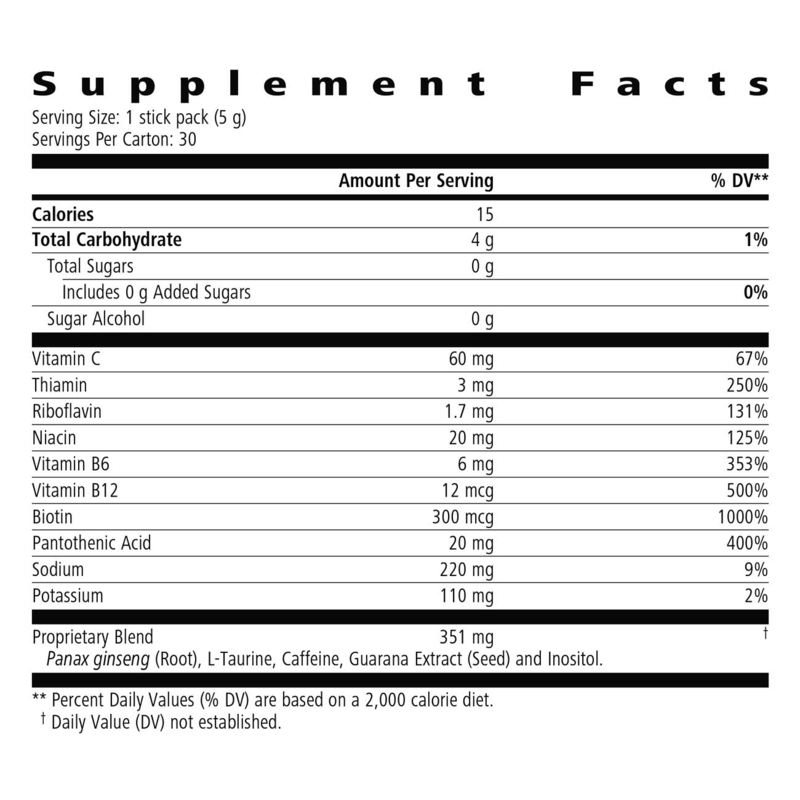 Supplement Facts
Serving Size: 1 stick pack (5 g)
Servings Per Carton: 30
Amount Per Serving % DV**
Calories 15
Total Carbohydrate 4 g 1%
Total Sugars 0 g
Includes 0 g Added Sugars 0%
Sugar Alcohol 0 g
Vitamin C 60 mg 67%
Thiamin 3 mg 250%
Riboflavin 1.7 mg 131%
Niacin 20 mg 125%
Vitamin B6 6 mg 353%
Vitamin B12 12 mcg 500%
Biotin 300 mcg 1000%
Pantothenic Acid 20 mg 400%
Sodium 220 mg 9%
Potassium 110 mg 2%
Proprietary Blend 351 mg †
Panax ginseng (Root), L-Taurine, Caffeine, Guarana Extract (Seed) and Inositol.
** Percent Daily Values (% DV) are based on a 2,000 calorie diet.
† Daily Value (DV) not established.